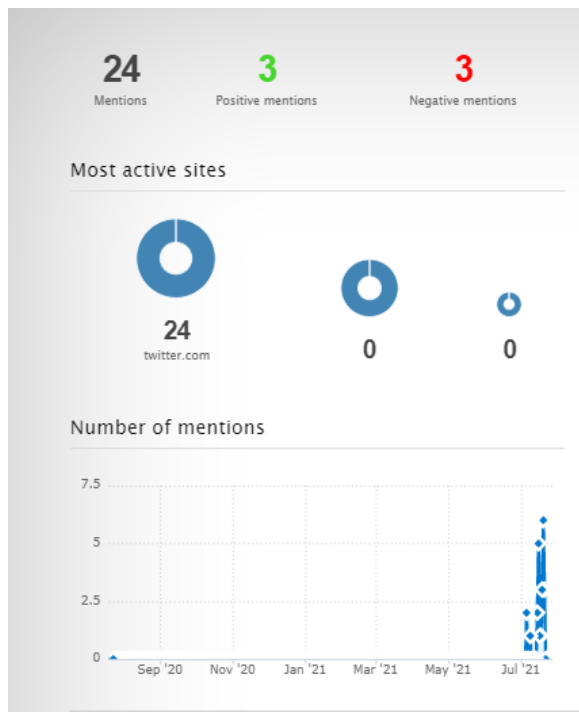 24 3 3
Mentions Positive mentions Negative mentions
Most active sites
24
twitter.com
0 0
Number of mentions
7.5
5
2.5
0
Sep '20 Nov '20 Jan '21 Mar '21 May '21 Jul '21